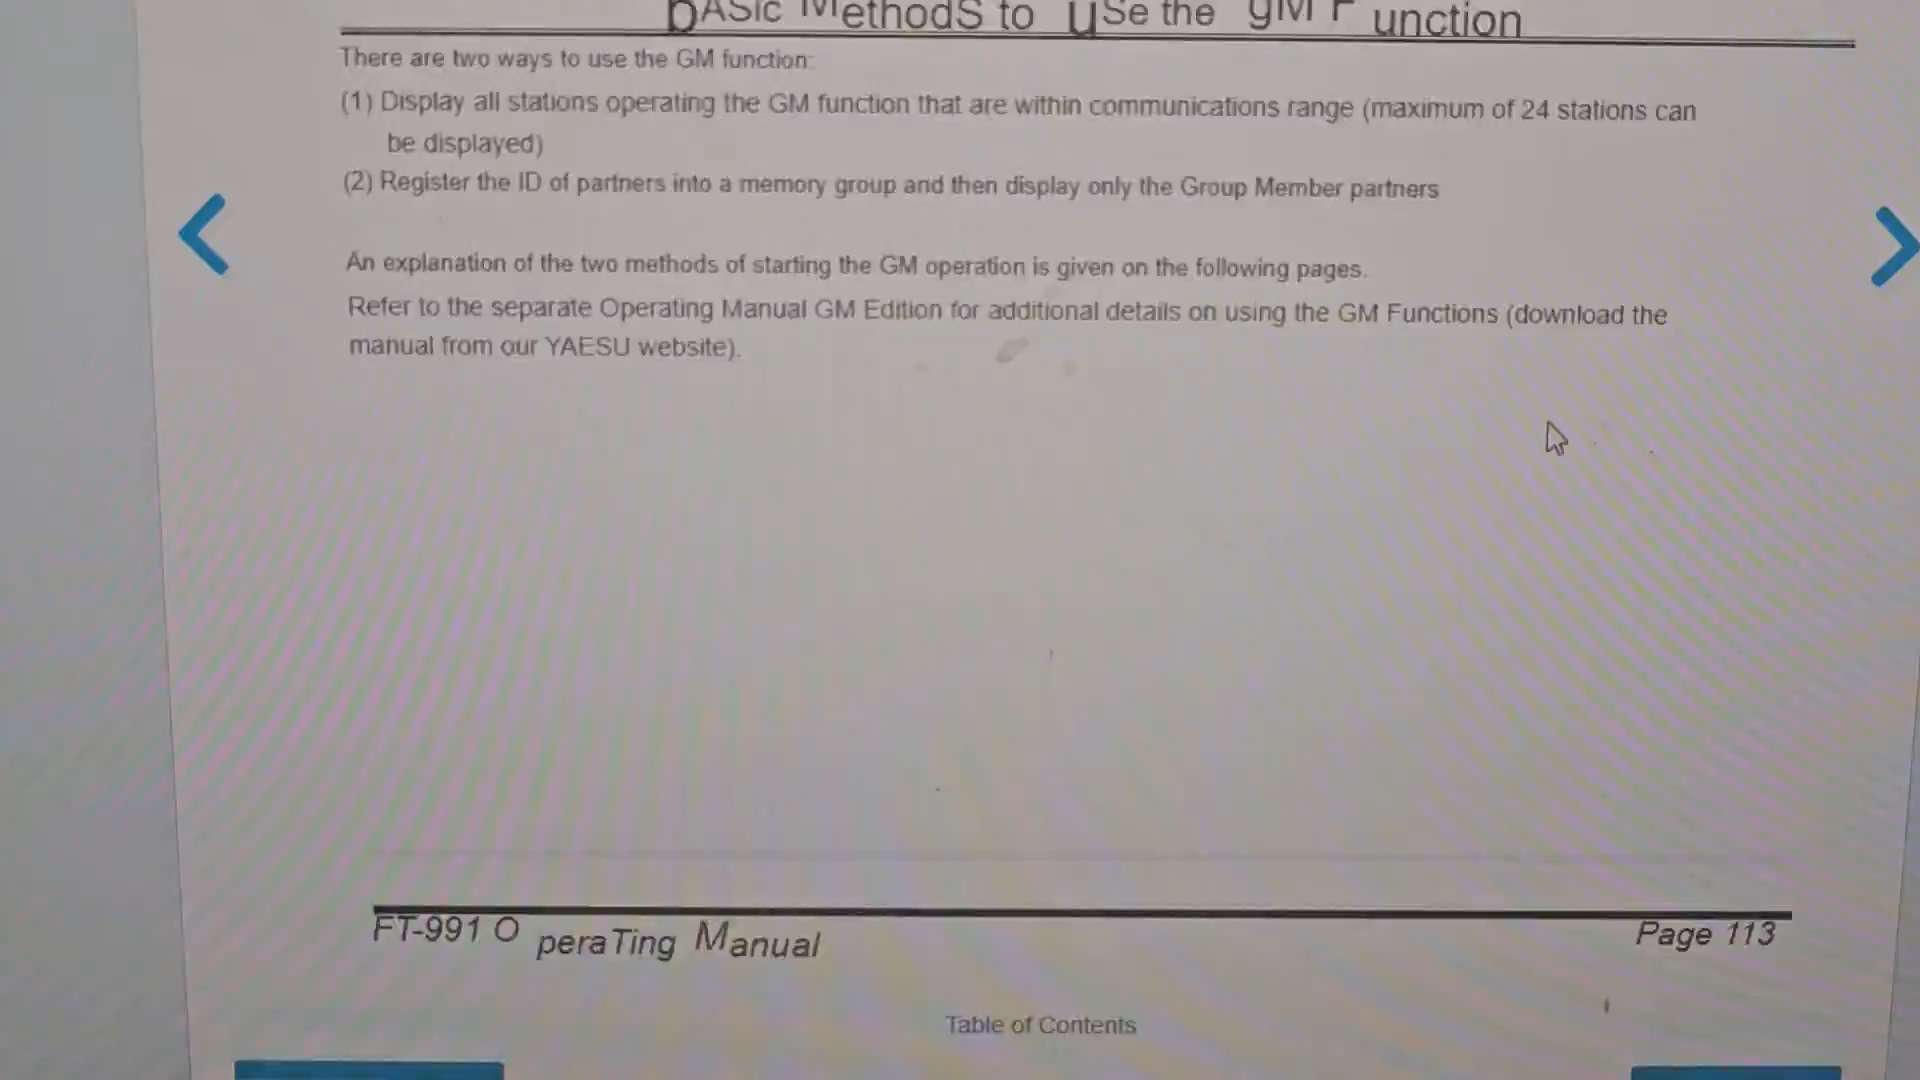 bASic MethodS to uSe the gM Function
There are two ways to use the GM function:
(1) Display all stations operating the GM function that are within communications range (maximum of 24 stations can
be displayed)
(2) Register the ID of partners into a memory group and then display only the Group Member partners
An explanation of the two methods of starting the GM operation is given on the following pages.
Refer to the separate Operating Manual GM Edition for additional details on using the GM Functions (download the
manual from our YAESU website).
FT-991 OperaTing Manual Page 113
Table of Contents